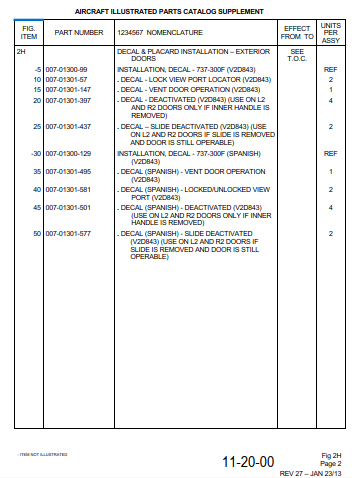 AIRCRAFT ILLUSTRATED PARTS CATALOG SUPPLEMENT
FIG. ITEM PART NUMBER 1234567 NOMENCLATURE EFFECT FROM TO UNITS PER ASSY
2H DECAL & PLACARD INSTALLATION – EXTERIOR SEE
DOORS T.O.C.
-5 007-01300-99 INSTALLATION, DECAL - 737-300F (V2D843) REF
10 007-01301-57 . DECAL - LOCK VIEW PORT LOCATOR (V2D843) 2
15 007-01301-147 . DECAL - VENT DOOR OPERATION (V2D843) 1
20 007-01301-397 . DECAL - DEACTIVATED (V2D843) (USE ON L2 4
AND R2 DOORS ONLY IF INNER HANDLE IS
REMOVED)
25 007-01301-437 . DECAL – SLIDE DEACTIVATED (V2D843) (USE 2
ON L2 AND R2 DOORS IF SLIDE IS REMOVED
AND DOOR IS STILL OPERABLE)
-30 007-01300-129 INSTALLATION, DECAL - 737-300F (SPANISH) REF
(V2D843)
35 007-01301-495 . DECAL (SPANISH) - VENT DOOR OPERATION 1
(V2D843)
40 007-01301-581 . DECAL (SPANISH) - LOCKED/UNLOCKED VIEW 2
PORT (V2D843)
45 007-01301-501 . DECAL (SPANISH) - DEACTIVATED (V2D843) 4
(USE ON L2 AND R2 DOORS ONLY IF INNER
HANDLE IS REMOVED)
50 007-01301-577 . DECAL (SPANISH) - SLIDE DEACTIVATED 2
(V2D843) (USE ON L2 AND R2 DOORS IF
SLIDE IS REMOVED AND DOOR IS STILL
OPERABLE)
- ITEM NOT ILLUSTRATED
11-20-00
Fig 2H
Page 2
REV 27 – JAN 23/13